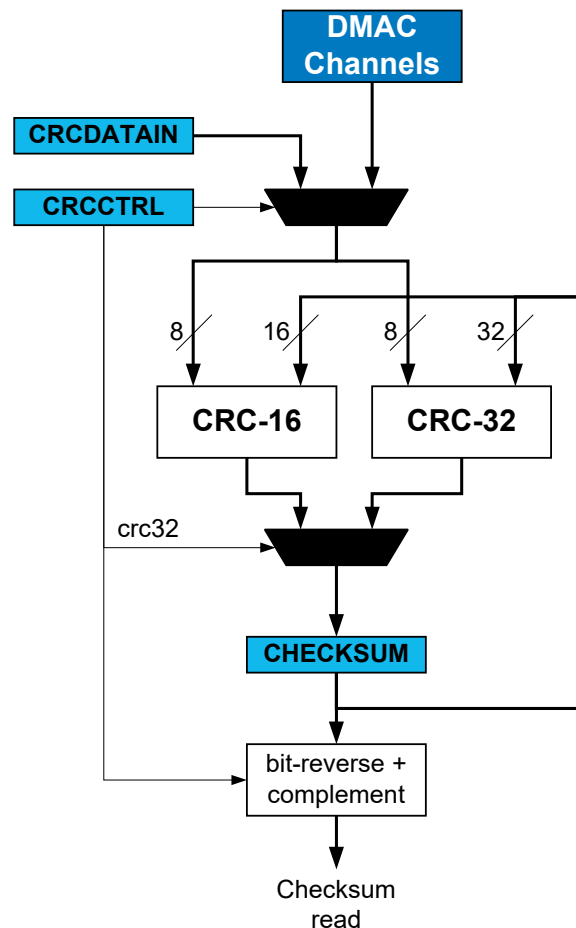 DMAC
Channels
CRCDATAIN
CRCCTRL
8
16
8
32
CRC-16
CRC-32
crc32
CHECKSUM
bit-reverse +
complement
Checksum
read